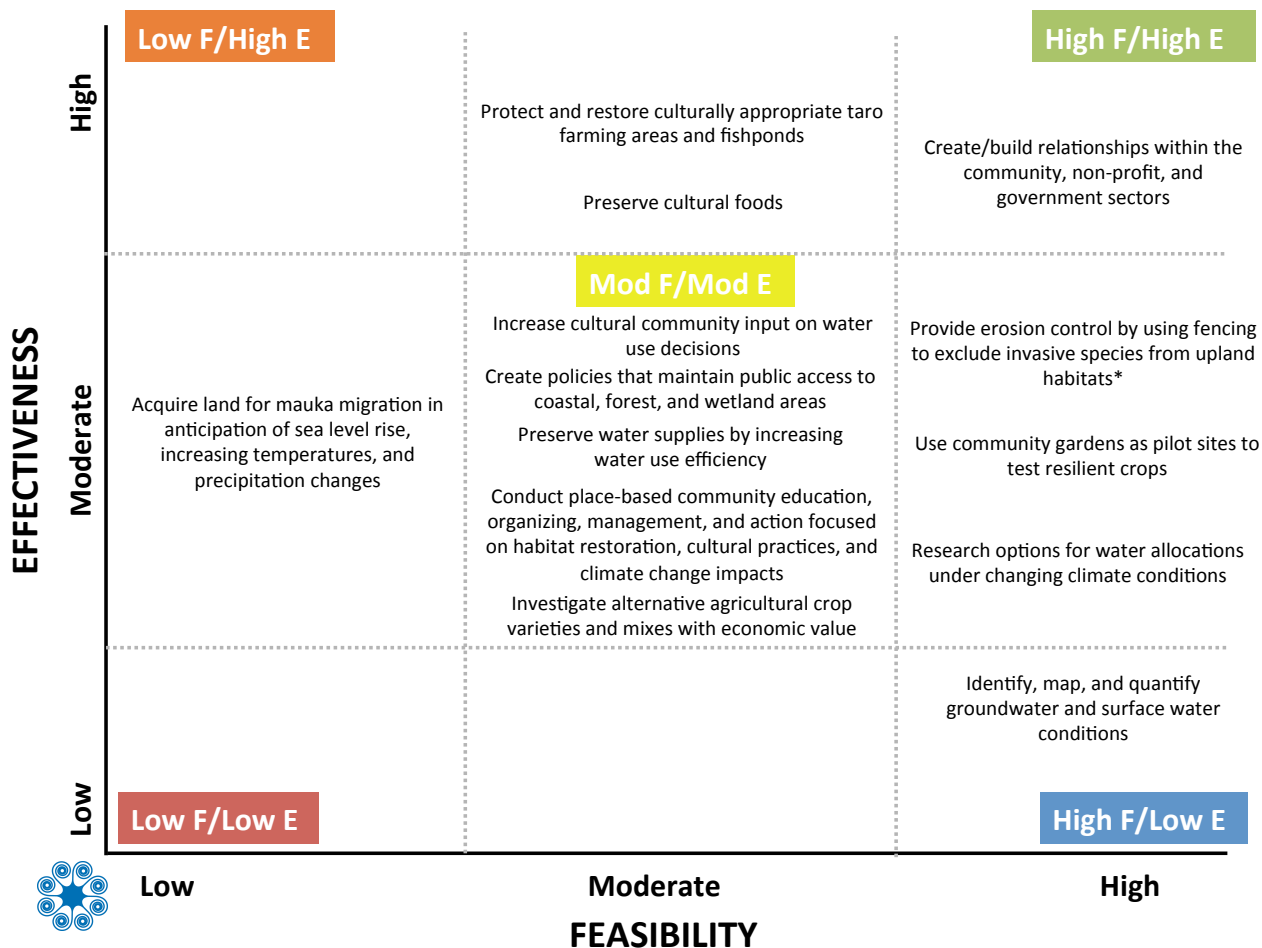 Low F/High E
High F/High E
High
Protect and restore culturally appropriate taro
farming areas and fishponds
Preserve cultural foods
Create/build relationships within the
community, non-profit, and
government sectors
EFFECTIVENESS
Moderate
Acquire land for mauka migration in
anticipation of sea level rise,
increasing temperatures, and
precipitation changes
Mod F/Mod E
Increase cultural community input on water
use decisions
Create policies that maintain public access to
coastal, forest, and wetland areas
Preserve water supplies by increasing
water use efficiency
Conduct place-based community education,
organizing, management, and action focused
on habitat restoration, cultural practices, and
climate change impacts
Investigate alternative agricultural crop
varieties and mixes with economic value
Provide erosion control by using fencing
to exclude invasive species from upland
habitats*
Use community gardens as pilot sites to
test resilient crops
Research options for water allocations
under changing climate conditions
Identify, map, and quantify
groundwater and surface water
conditions
Low
Low F/Low E
High F/Low E
Low
Moderate
High
FEASIBILITY